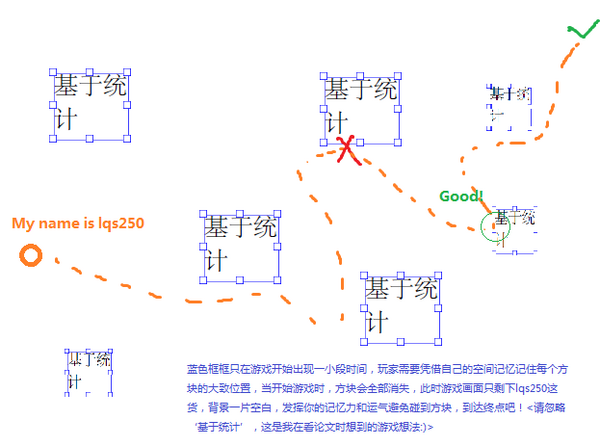 基于统
计
基于统
计
基于统
计
Good!
My name is lqs250
基于统
计
基于统
计
基于统
计
基于统
计
蓝色框框只在游戏开始出现一小段时间，玩家需要凭借自己的空间记忆记住每个方
块的大致位置，当开始游戏时，方块会全部消失，此时游戏画面只剩下lqs250这
货，背景一片空白，发挥你的记忆力和运气避免碰到方块，到达终点吧！<请忽略
‘基于统计’，这是我在看论文时想到的游戏想法:)>